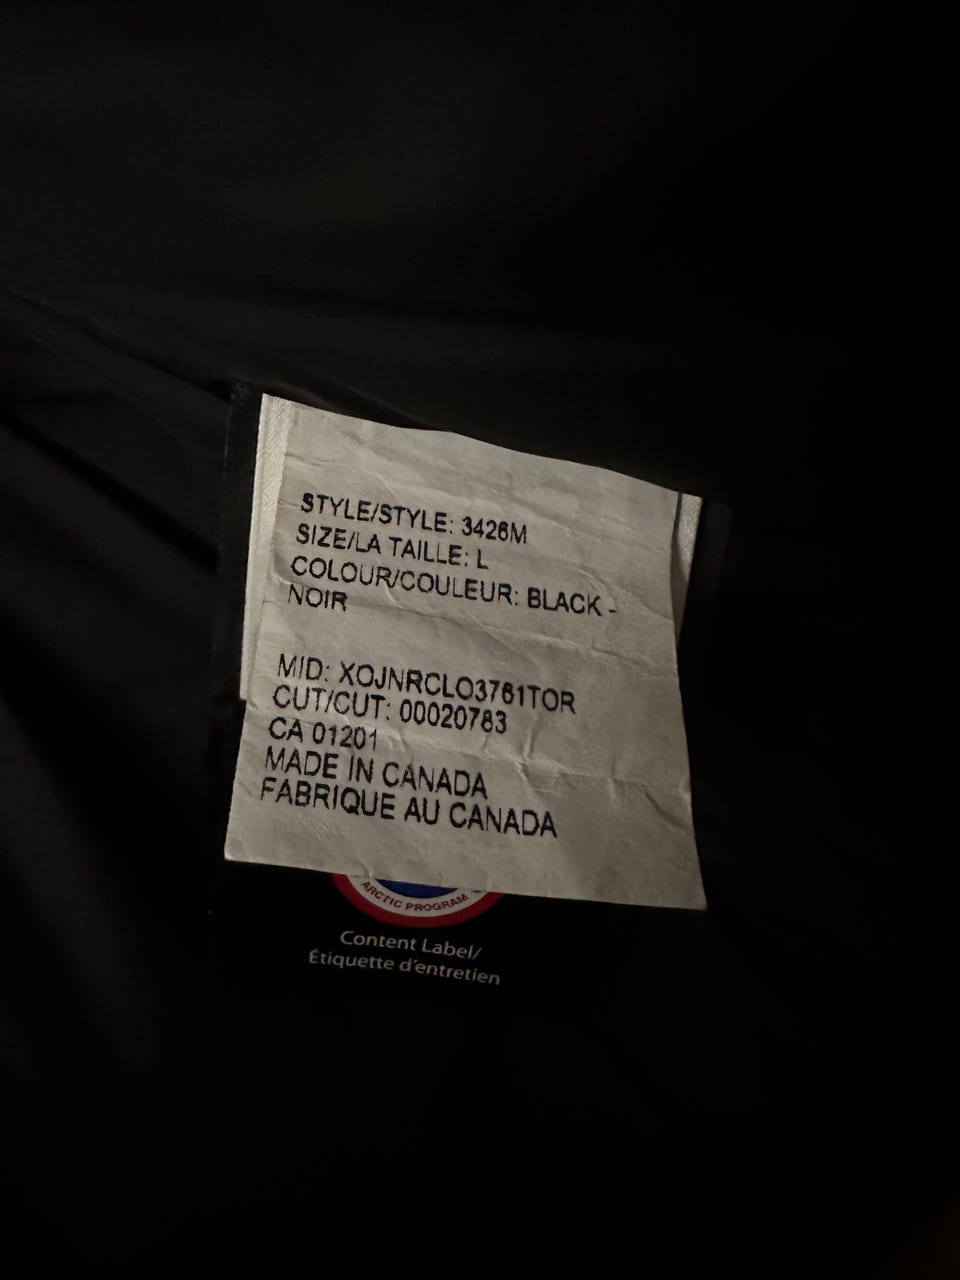 STYLE/STYLE: 3426M
SIZE/LA TAILLE: L
COLOUR/COULEUR: BLACK -
NOIR
MID: XOJNRCLO3761TOR
CUT/CUT: 00020783
CA 01201
MADE IN CANADA
FABRIQUE AU CANADA
ARCTIC PROGRAM
Content Label/
Étiquette d'entretien